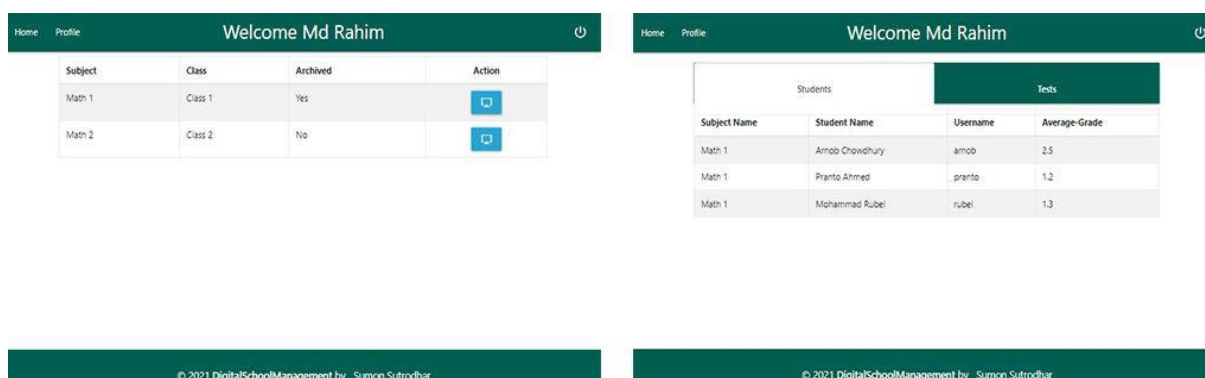 Home Profile Welcome Md Rahim
Subject Class Archived Action
Math 1 Class 1 Yes
Math 2 Class 2 No
© 2021 DigitalSchoolManagement by Sumon Sutrodhar
Home Profile Welcome Md Rahim
Students Tests
Subject Name Student Name Username Average-Grade
Math 1 Arnob Chowdhury arnob 2.5
Math 1 Pranto Ahmed pranto 1.2
Math 1 Mohammad Rubel rubel 1.3
© 2021 DigitalSchoolManagement by Sumon Sutrodhar